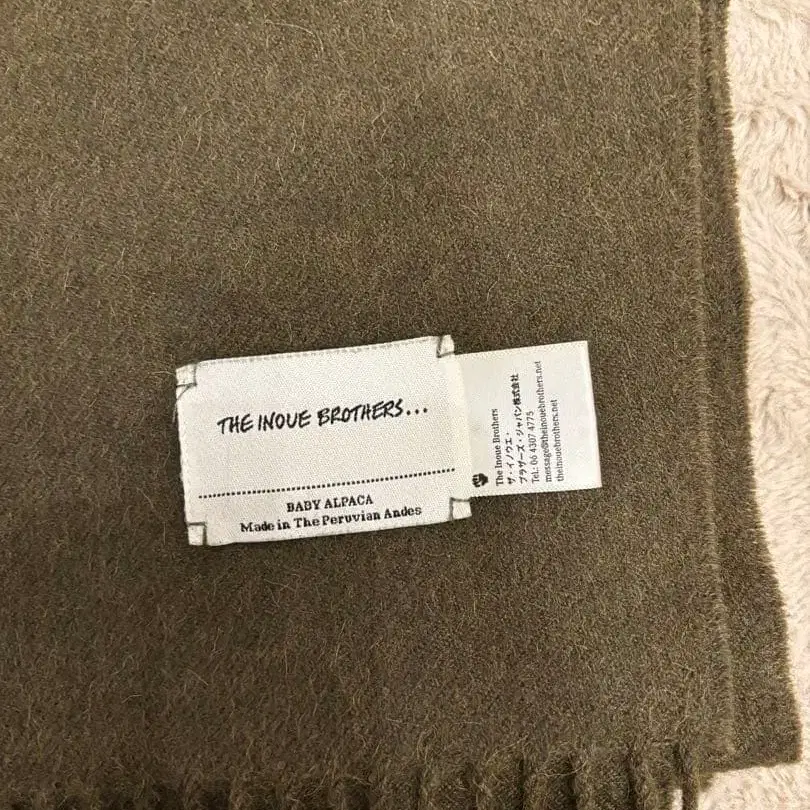 THE INOUE BROTHERS...
BABY ALPACA
Made in The Peruvian Andes
The Inoue Brothers
ザ・イノウエ・
ブラザーズ・ジャパン株式会社
TEL: 06 4307 4775
message@theinouebrothers.net
theinouebrothers.net